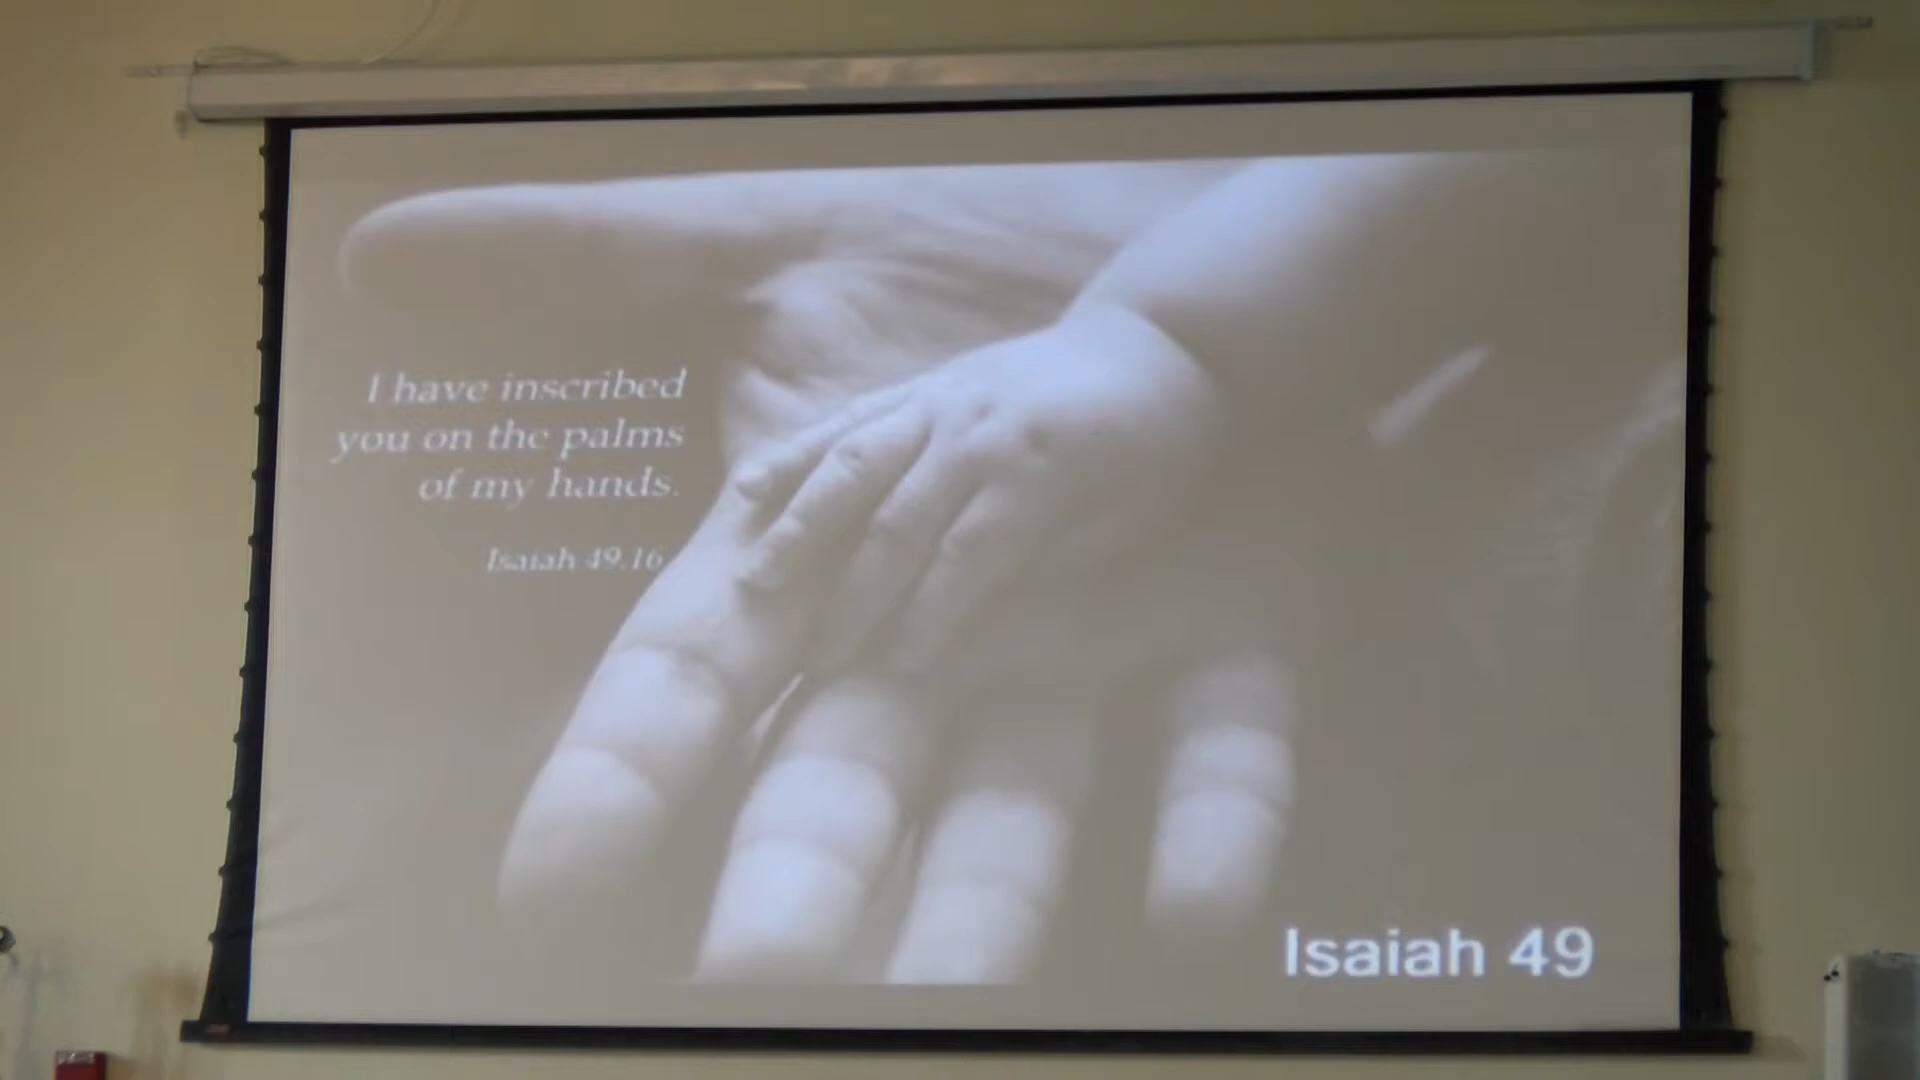 I have inscribed
you on the palms
of my hands.
Isaiah 49.16
Isaiah 49